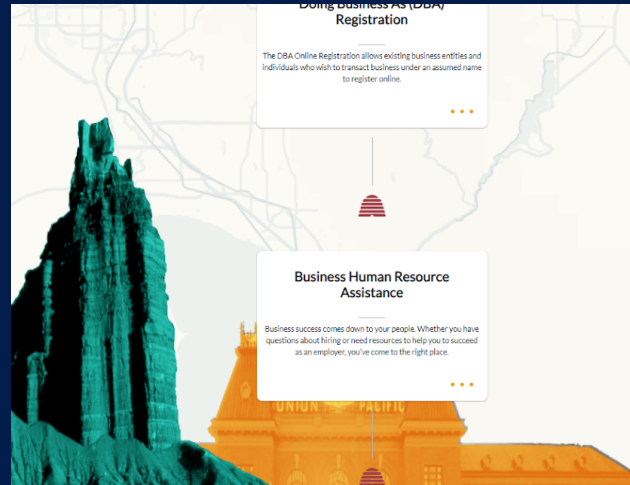 Doing Business As (DBA)
Registration
The DBA Online Registration allows existing business entities and
individuals who wish to transact business under an assumed name
to register online.
Business Human Resource
Assistance
Business success comes down to your people. Whether you have
questions about hiring or need resources to help you to succeed
as an employer, you've come to the right place.
UNION PACIFIC